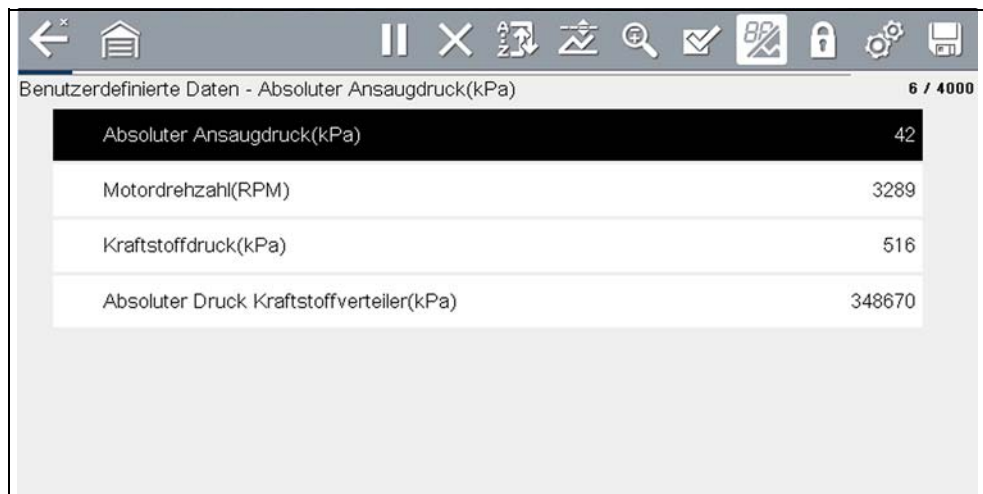 Benutzerdefinierte Daten - Absoluter Ansaugdruck(kPa) 6 / 4000
Absoluter Ansaugdruck(kPa) 42
Motordrehzahl(RPM) 3289
Kraftstoffdruck(kPa) 516
Absoluter Druck Kraftstoffverteiler(kPa) 348670